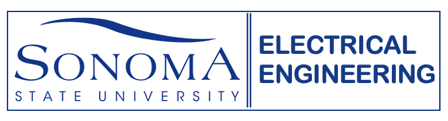 SONOMA
STATE UNIVERSITY
ELECTRICAL
ENGINEERING